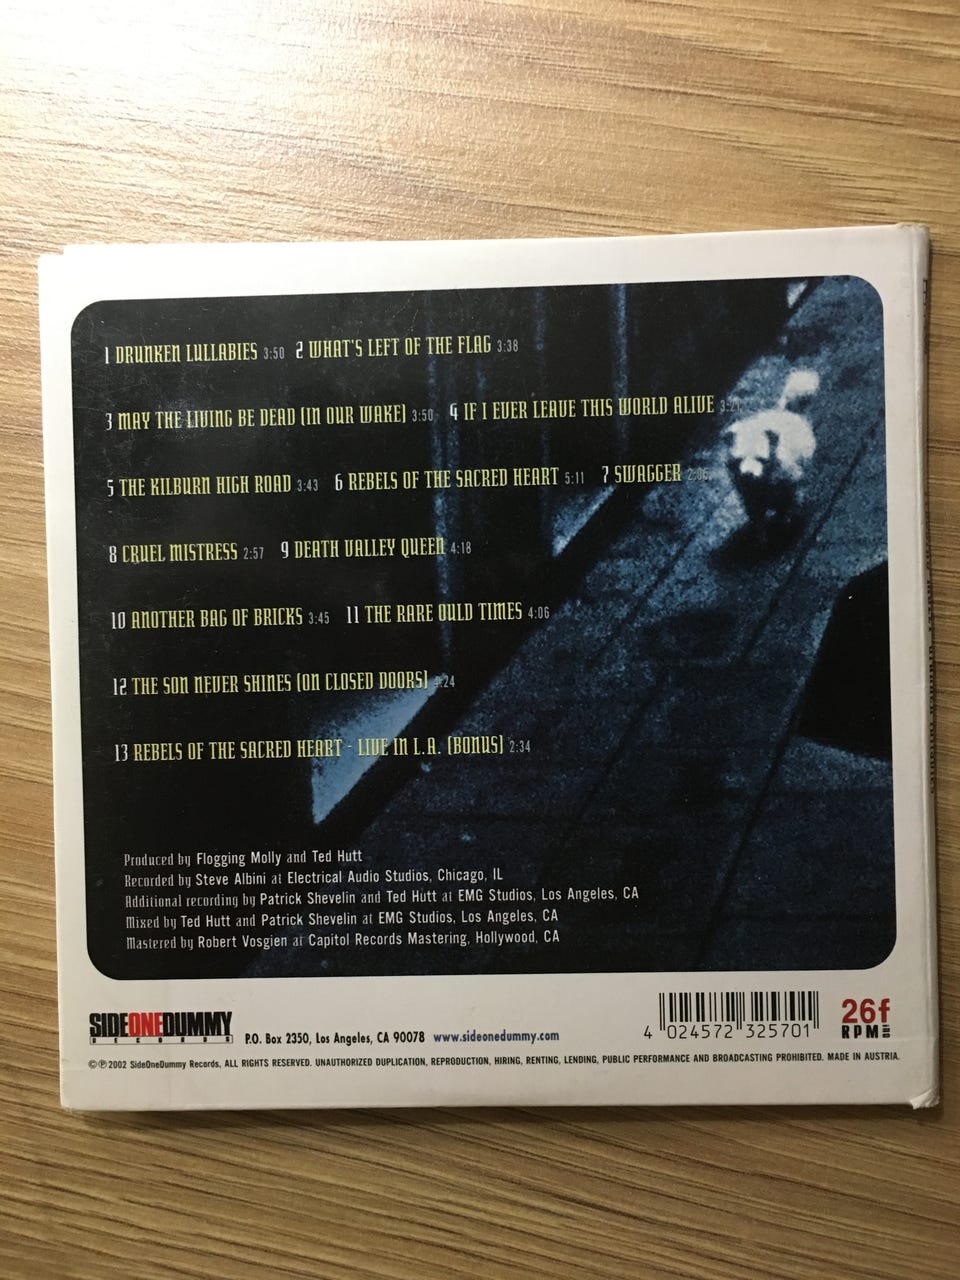 1 DRUNKEN LULLABIES 3:50 2 WHAT'S LEFT OF THE FLAG 3:38
3 MAY THE LIVING BE DEAD (IN OUR WAKE) 3:50 4 IF I EVER LEAVE THIS WORLD ALIVE
5 THE KILBURN HIGH ROAD 3:43 6 REBELS OF THE SACRED HEART 5:11 7 SWAGGER 2:06
8 CRUEL MISTRESS 2:57 9 DEATH VALLEY QUEEN 4:18
10 ANOTHER BAG OF BRICKS 3:45 11 THE RARE OULD TIMES 4:06
12 THE SON NEVER SHINES (ON CLOSED DOORS) 4:24
13 REBELS OF THE SACRED HEART - LIVE IN L.A. (BONUS) 2:34
Produced by Flogging Molly and Ted Hutt
Recorded by Steve Albini at Electrical Audio Studios, Chicago, IL
Additional recording by Patrick Shevelin and Ted Hutt at EMG Studios, Los Angeles, CA
Mixed by Ted Hutt and Patrick Shevelin at EMG Studios, Los Angeles, CA
Mastered by Robert Vosgien at Capitol Records Mastering, Hollywood, CA
SIDEONEDUMMY
RECORDS
P.O. Box 2350, Los Angeles, CA 90078 www.sideonedummy.com
4 024572 325701
26f
RPM
©℗2002 SideOneDummy Records, ALL RIGHTS RESERVED. UNAUTHORIZED DUPLICATION, REPRODUCTION, HIRING, RENTING, LENDING, PUBLIC PERFORMANCE AND BROADCASTING PROHIBITED. MADE IN AUSTRIA.